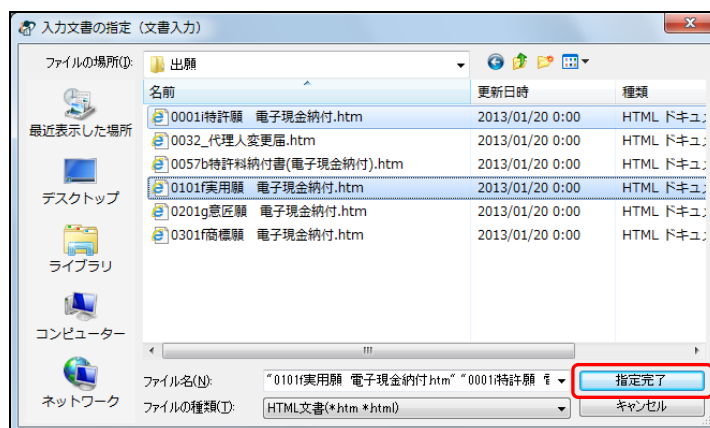 入力文書の指定（文書入力）
ファイルの場所(I):
出願
最近表示した場所
デスクトップ
ライブラリ
コンピューター
ネットワーク
名前 更新日時 種類
0001i特許願　電子現金納付.htm 2013/01/20 0:00 HTML ドキュ
0032_代理人変更届.htm 2013/01/20 0:00 HTML ドキュ
0057b特許料納付書(電子現金納付).htm 2013/01/20 0:00 HTML ドキュ
0101f実用願　電子現金納付.htm 2013/01/20 0:00 HTML ドキュ
0201g意匠願　電子現金納付.htm 2013/01/20 0:00 HTML ドキュ
0301f商標願　電子現金納付.htm 2013/01/20 0:00 HTML ドキュ
ファイル名(N): "0101f実用願　電子現金納付.htm" "0001i特許願 指定完了
ファイルの種類(T): HTML文書(*htm *html) キャンセル